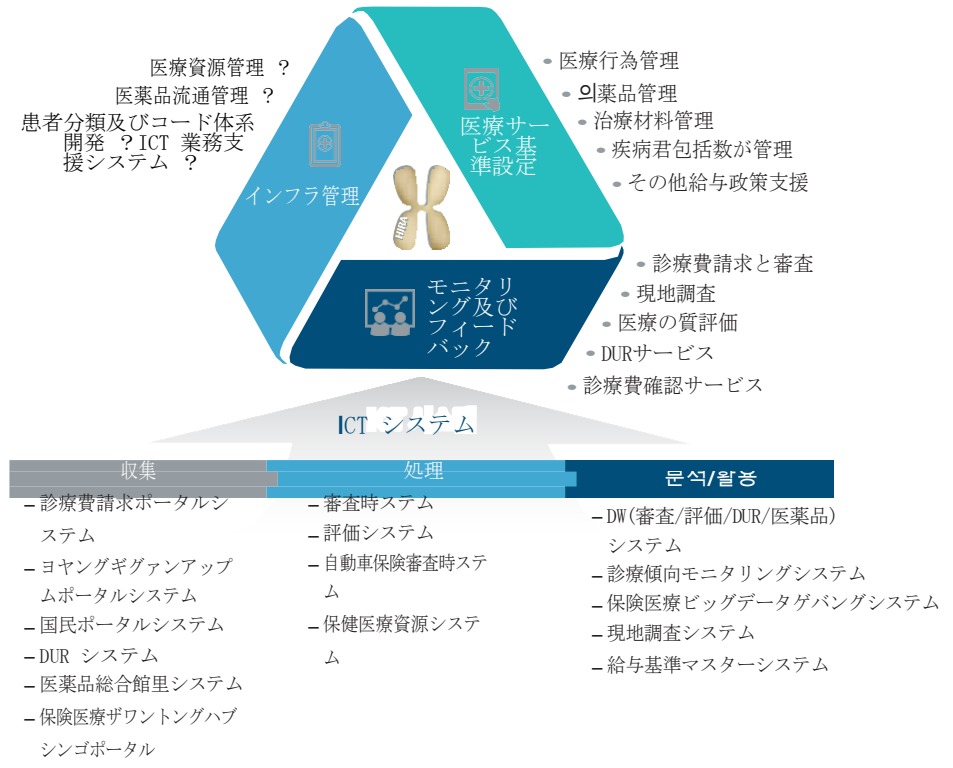 医療資源管理 ?
医薬品流通管理 ?
患者分類及びコード体系
開発 ?ICT 業務支
援システム ?
インフラ管理
医療サー
ビス基
準設定
• 医療行為管理
• 의薬品管理
• 治療材料管理
• 疾病君包括数が管理
• その他給与政策支援
HIRA
モニタリ
ング及び
フィード
バック
• 診療費請求と審査
• 現地調査
• 医療の質評価
• DURサービス
• 診療費確認サービス
ICT システム
収集
処理
분석/활용
– 診療費請求ポータルシ
ステム
– ヨヤングギグァンアップ
ムポータルシステム
– 国民ポータルシステム
– DUR システム
– 医薬品総合館里システム
– 保険医療ザワントングハブ
シンゴポータル
– 審査時ステム
– 評価システム
– 自動車保険審査時ステ
ム
– 保健医療資源システ
ム
– DW(審査/評価/DUR/医薬品)
システム
– 診療傾向モニタリングシステム
– 保険医療ビッグデータゲバングシステム
– 現地調査システム
– 給与基準マスターシステム